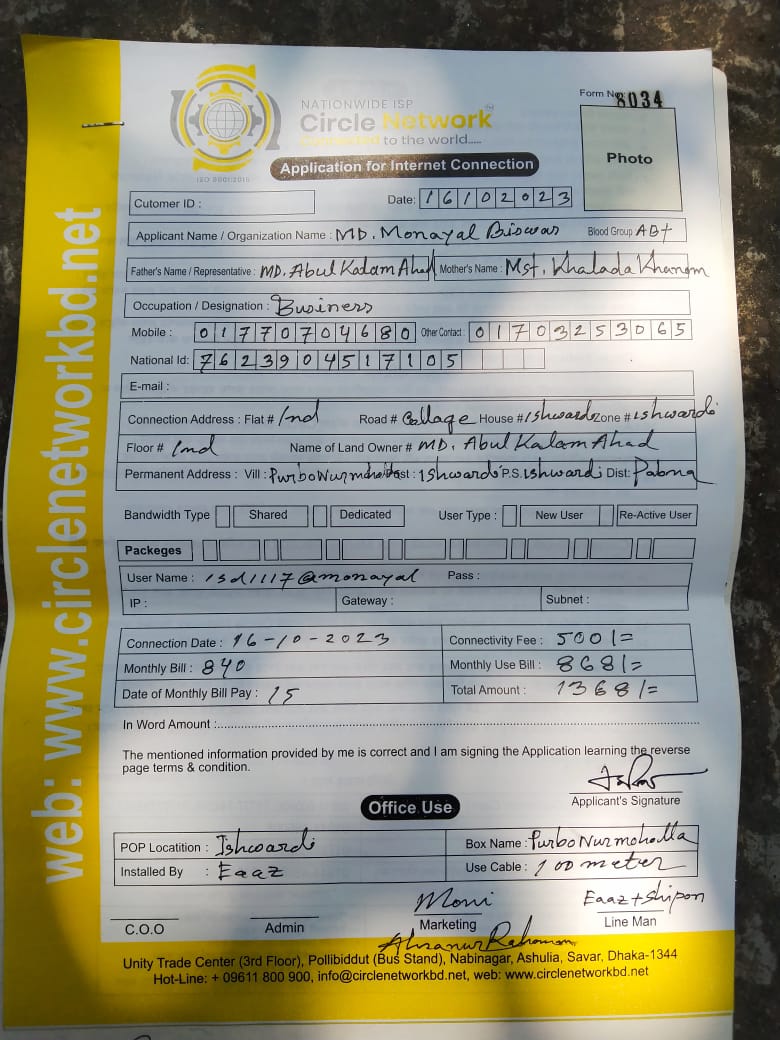 web: www.circlenetworkbd.net
NATIONWIDE ISP
Circle Network™
Connected to the world.....
ISO 9001:2015
Form No. 8034
Photo
Application for Internet Connection
Cutomer ID :
Date: 16102023
Applicant Name / Organization Name : MD. Monayal Biswas Blood Group AB+
Father's Name / Representative : MD. Abul Kalam Ahad Mother's Name : Mst. Khalada Khanom
Occupation / Designation : Business
Mobile : 01770704680 Other Contact : 01703253065
National Id: 7623904517105
E-mail :
Connection Address : Flat # 1nd Road # Collage House # ishwardi Zone # ishwardi
Floor # 1nd Name of Land Owner # MD. Abul Kalam Ahad
Permanent Address : Vill : Purbo Nurmohalla Post : ishwardi P.S. ishwardi Dist: Pabna
Bandwidth Type Shared Dedicated User Type : New User Re-Active User
Packeges
User Name : isd1117@monayal Pass :
IP : Gateway : Subnet :
Connection Date : 16-10-2023 Connectivity Fee : 500/=
Monthly Bill : 840 Monthly Use Bill : 868/=
Date of Monthly Bill Pay : 15 Total Amount : 1368/=
In Word Amount :
The mentioned information provided by me is correct and I am signing the Application learning the reverse
page terms & condition.
Applicant's Signature
Office Use
POP Locatition : Ishwardi Box Name : Purbo Nurmohalla
Installed By : Eaaz Use Cable : 100 meter
Moni Eaaz + Shipon
C.O.O Admin Marketing Line Man
Ahsanur Rahaman
Unity Trade Center (3rd Floor), Pollibiddut (Bus Stand), Nabinagar, Ashulia, Savar, Dhaka-1344
Hot-Line: + 09611 800 900, info@circlenetworkbd.net, web: www.circlenetworkbd.net